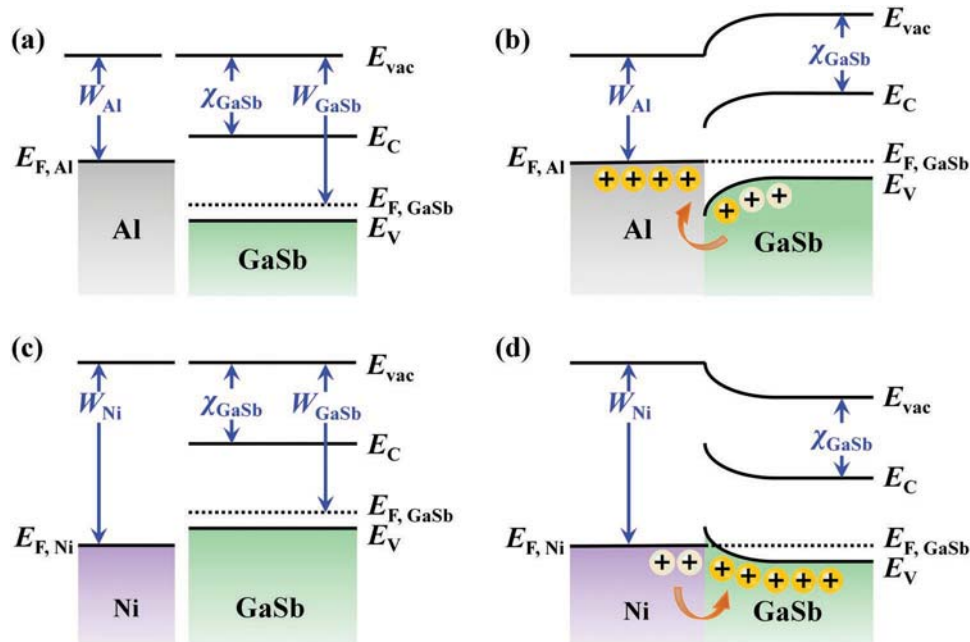 (a)
E_vac
W_Al
χ_GaSb
W_GaSb
E_C
E_F, Al
E_F, GaSb
E_V
Al
GaSb
(b)
E_vac
χ_GaSb
W_Al
E_C
E_F, Al
E_F, GaSb
E_V
+ + + +
+ + +
Al
GaSb
(c)
E_vac
W_Ni
χ_GaSb
W_GaSb
E_C
E_F, GaSb
E_V
E_F, Ni
Ni
GaSb
(d)
W_Ni
E_vac
χ_GaSb
E_C
E_F, Ni
E_F, GaSb
E_V
+ +
+ + + + +
Ni
GaSb